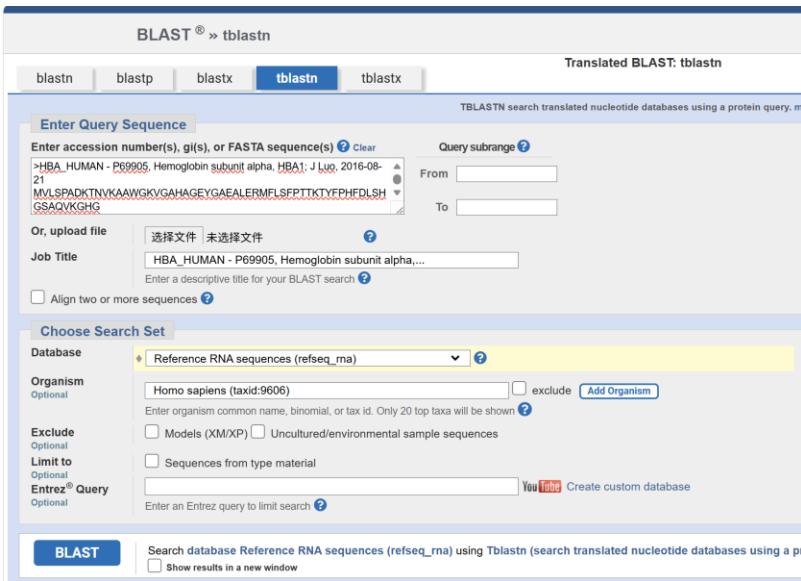 BLAST ® » tblastn
Translated BLAST: tblastn
blastn blastp blastx tblastn tblastx
TBLASTN search translated nucleotide databases using a protein query. m
Enter Query Sequence
Enter accession number(s), gi(s), or FASTA sequence(s) ? Clear
Query subrange ?
>HBA_HUMAN - P69905, Hemoglobin subunit alpha, HBA1; J Luo, 2016-08-
21
MVLSPADKTNVKAAWGKVGAHAGEYGAEALERMFLSFPTTKTYFPHFDLSH
GSAQVKGHG
From
To
Or, upload file 选择文件 未选择文件 ?
Job Title HBA_HUMAN - P69905, Hemoglobin subunit alpha,...
Enter a descriptive title for your BLAST search ?
Align two or more sequences ?
Choose Search Set
Database Reference RNA sequences (refseq_rna) ?
Organism
Optional
Homo sapiens (taxid:9606) exclude Add Organism
Enter organism common name, binomial, or tax id. Only 20 top taxa will be shown ?
Exclude
Optional
Models (XM/XP) Uncultured/environmental sample sequences
Limit to
Optional
Sequences from type material
Entrez® Query
Optional
YouTube Create custom database
Enter an Entrez query to limit search ?
BLAST
Search database Reference RNA sequences (refseq_rna) using Tblastn (search translated nucleotide databases using a p
Show results in a new window